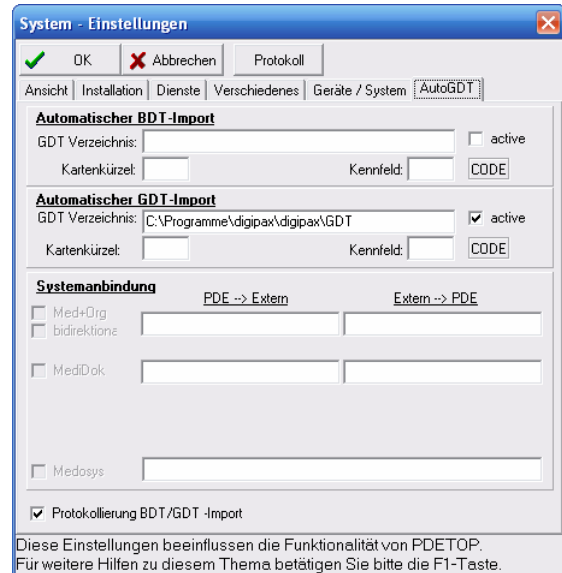 System - Einstellungen
OK Abbrechen Protokoll
Ansicht Installation Dienste Verschiedenes Geräte / System AutoGDT
Automatischer BDT-Import
GDT Verzeichnis: active
Kartenkürzel: Kennfeld: CODE
Automatischer GDT-Import
GDT Verzeichnis: C:\Programme\digipax\digipax\GDT active
Kartenkürzel: Kennfeld: CODE
Systemanbindung
PDE --> Extern Extern --> PDE
Med+Org
bidirektiona
MediDok
Medosys
Protokollierung BDT/GDT -Import
Diese Einstellungen beeinflussen die Funktionalität von PDETOP.
Für weitere Hilfen zu diesem Thema betätigen Sie bitte die F1-Taste.